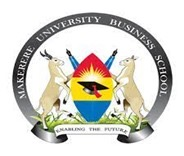 MAKERERE UNIVERSITY BUSINESS SCHOOL
ENABLING THE FUTURE